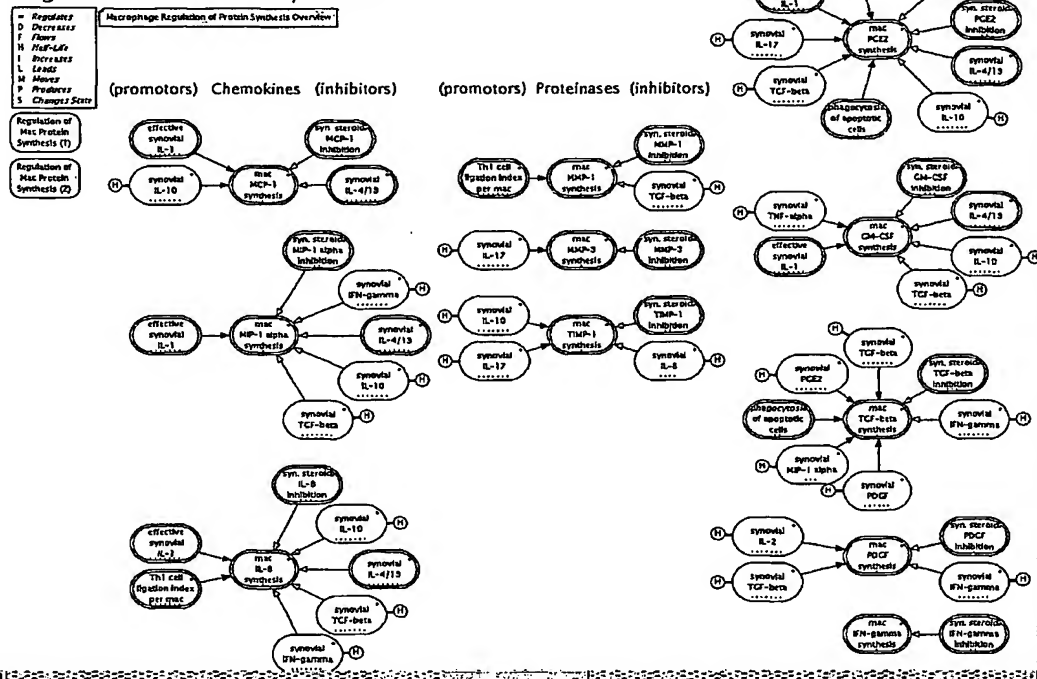 = Regulates
D Decreases
F Flows
H Half-Life
I Increases
L Leads
M Moves
P Produces
S Changes State
Macrophage Regulation of Protein Synthesis Overview
Regulation of
Mac Protein
Synthesis (1)
Regulation of
Mac Protein
Synthesis (2)
(promotors) Chemokines (inhibitors)
effective
synovial
IL-1
syn. steroid
MCP-1
inhibition
H
synovial
IL-10
mac
MCP-1
synthesis
synovial
IL-4/13
syn. steroid
MIP-1 alpha
inhibition
synovial
IFN-gamma
H
effective
synovial
IL-1
mac
MIP-1 alpha
synthesis
synovial
IL-4/13
synovial
IL-10
H
synovial
TGF-beta
H
syn. steroid
IL-8
inhibition
synovial
IL-10
H
effective
synovial
mac
IL-8
synthesis
synovial
IL-4/13
Th1 cell
ligation index
per mac
synovial
TGF-beta
H
synovial
IFN-gamma
H
(promotors) Proteinases (inhibitors)
syn. steroid
MMP-1
inhibition
Th1 cell
ligation index
per mac
mac
MMP-1
synthesis
synovial
TGF-beta
H
H
synovial
IL-17
mac
MMP-3
synthesis
syn. steroid
MMP-3
inhibition
H
synovial
IL-10
syn. steroid
TIMP-1
inhibition
mac
TIMP-1
synthesis
H
synovial
IL-17
synovial
H
IL-1
syn. steroid
PGE2
inhibition
H
synovial
IL-17
mac
PGE2
synthesis
synovial
IL-4/13
H
synovial
TGF-beta
phagocytosis
of apoptotic
cells
synovial
IL-10
H
syn. steroid
GM-CSF
inhibition
H
synovial
TNF-alpha
synovial
IL-4/13
mac
GM-CSF
synthesis
effective
synovial
IL-1
synovial
IL-10
H
synovial
TGF-beta
H
H
synovial
TGF-beta
H
synovial
PGE2
syn. steroid
TGF-beta
inhibition
phagocytosis
of apoptotic
cells
mac
TGF-beta
synthesis
synovial
IFN-gamma
H
H
synovial
MIP-1 alpha
H
synovial
PDGF
H
synovial
IL-2
syn. steroid
PDGF
inhibition
mac
PDGF
synthesis
H
synovial
TGF-beta
synovial
IFN-gamma
H
mac
IFN-gamma
synthesis
syn. steroid
IFN-gamma
inhibition